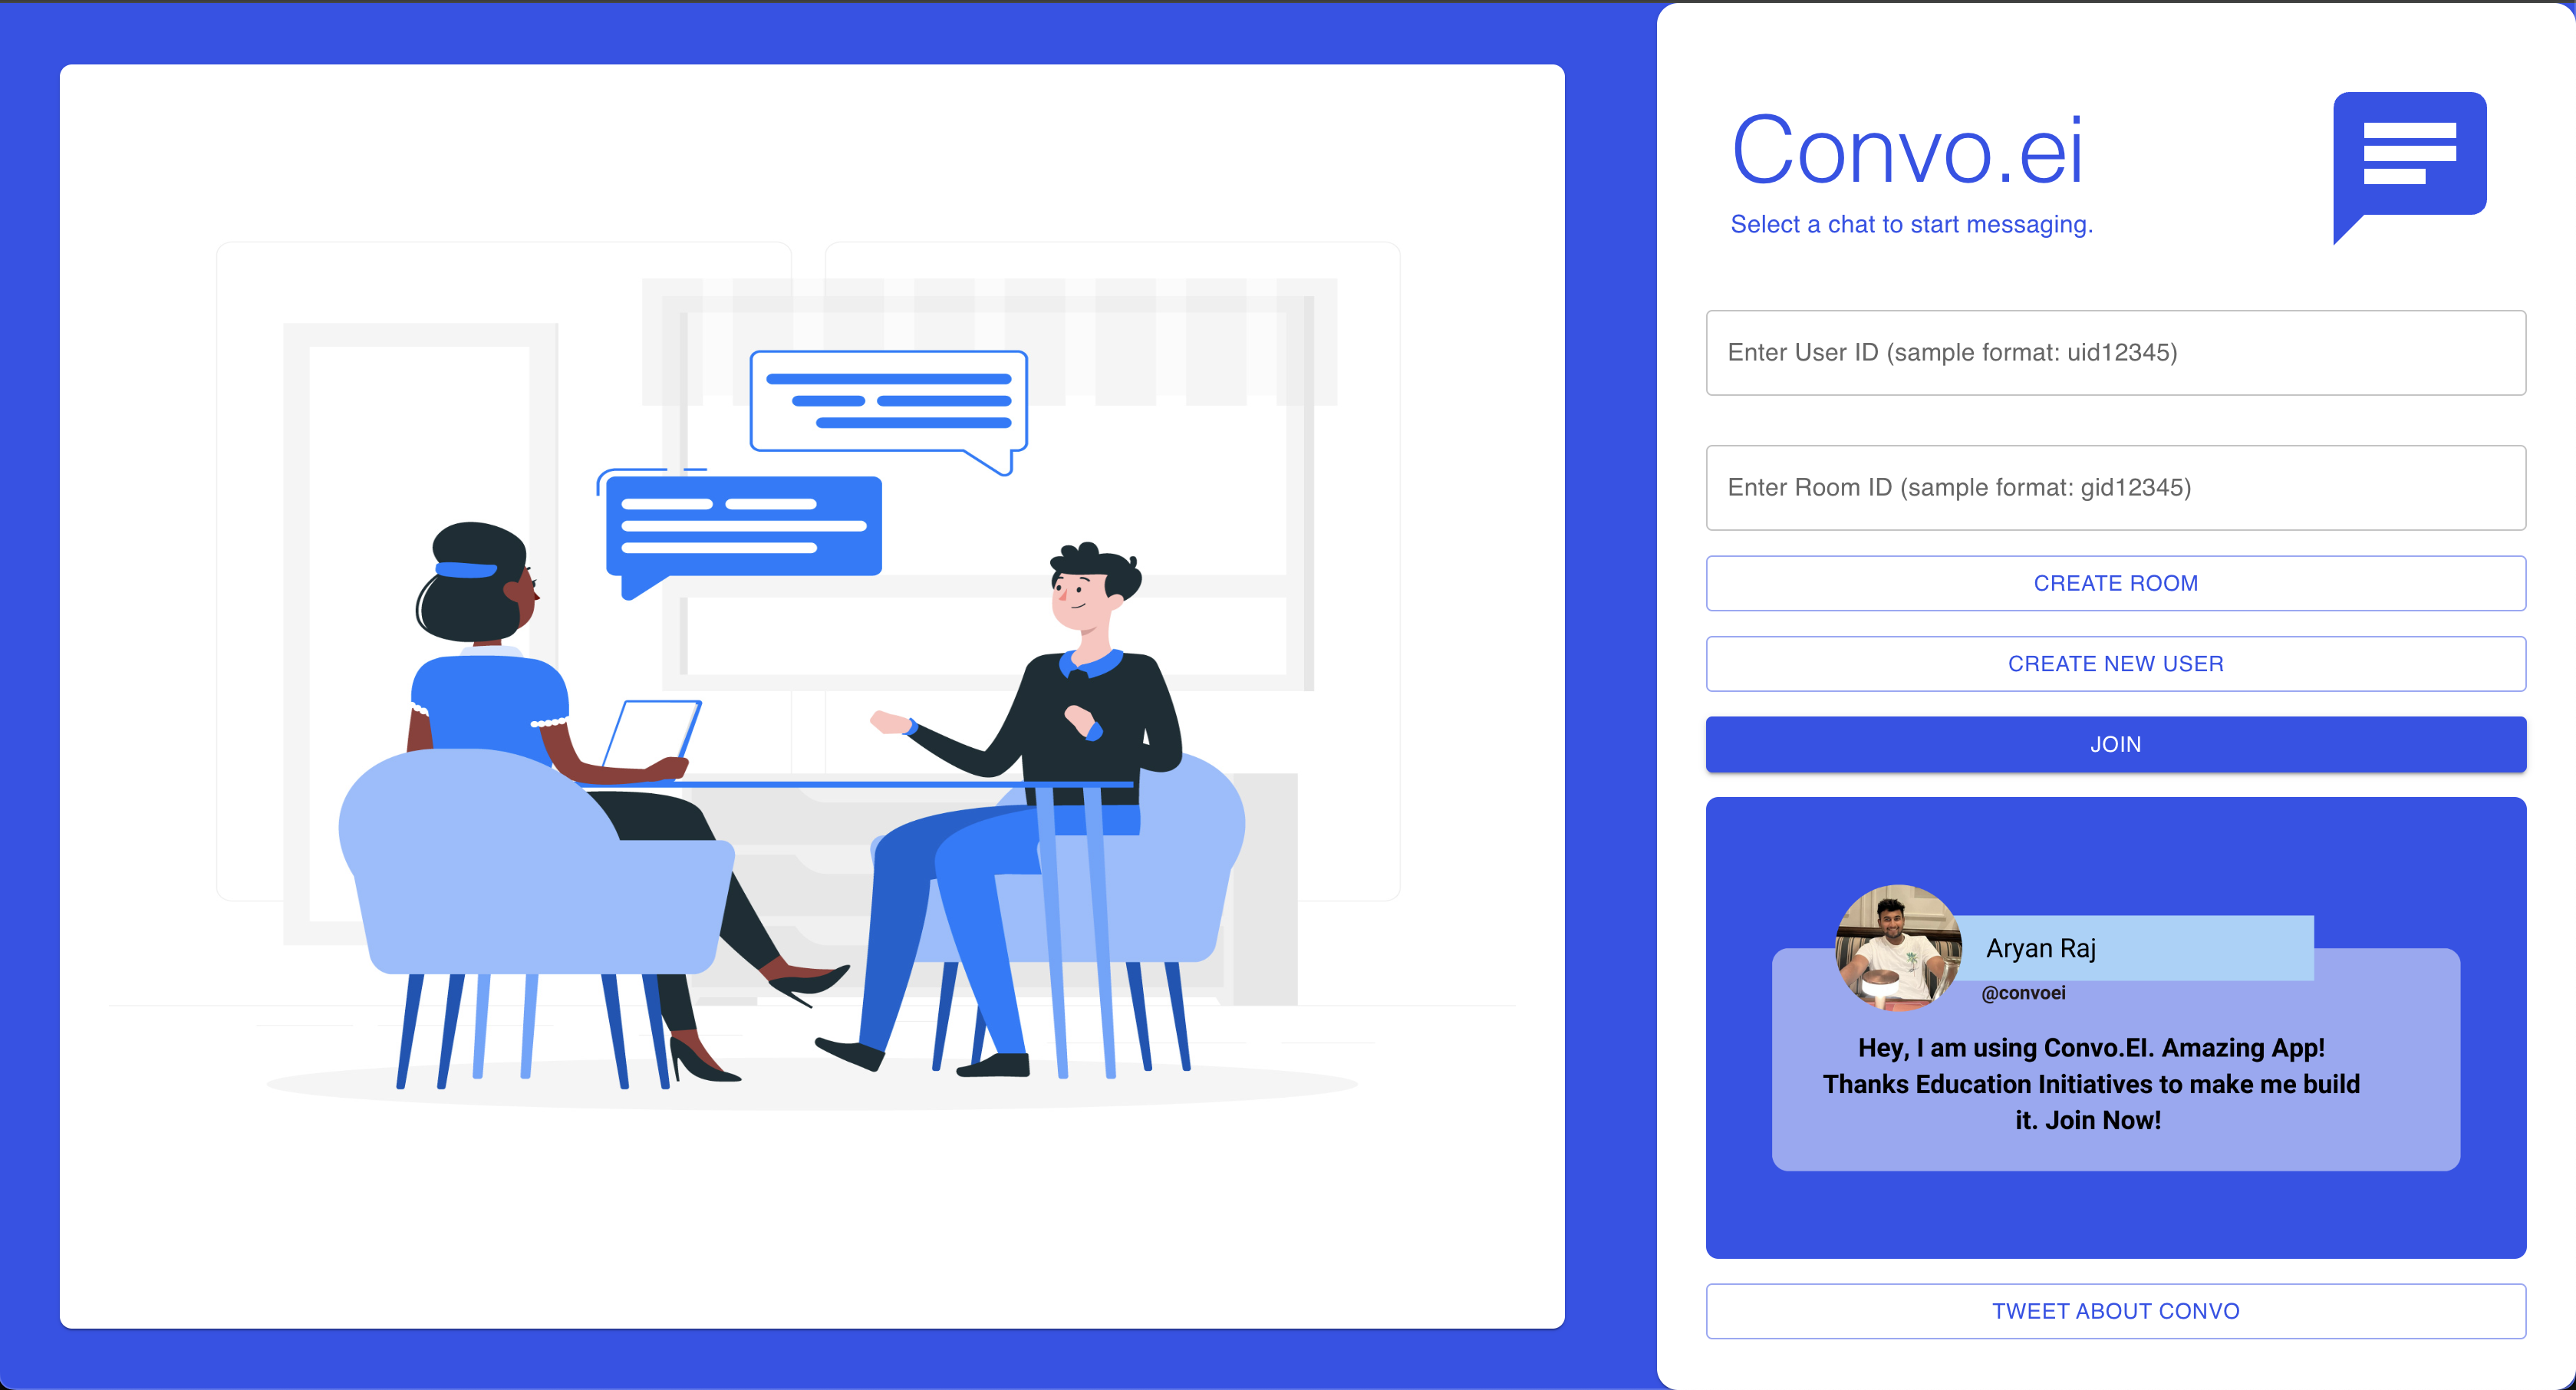 Convo.ei
Select a chat to start messaging.
Enter User ID (sample format: uid12345)
Enter Room ID (sample format: gid12345)
CREATE ROOM
CREATE NEW USER
JOIN
Aryan Raj
@convoei
Hey, I am using Convo.EI. Amazing App!
Thanks Education Initiatives to make me build
it. Join Now!
TWEET ABOUT CONVO